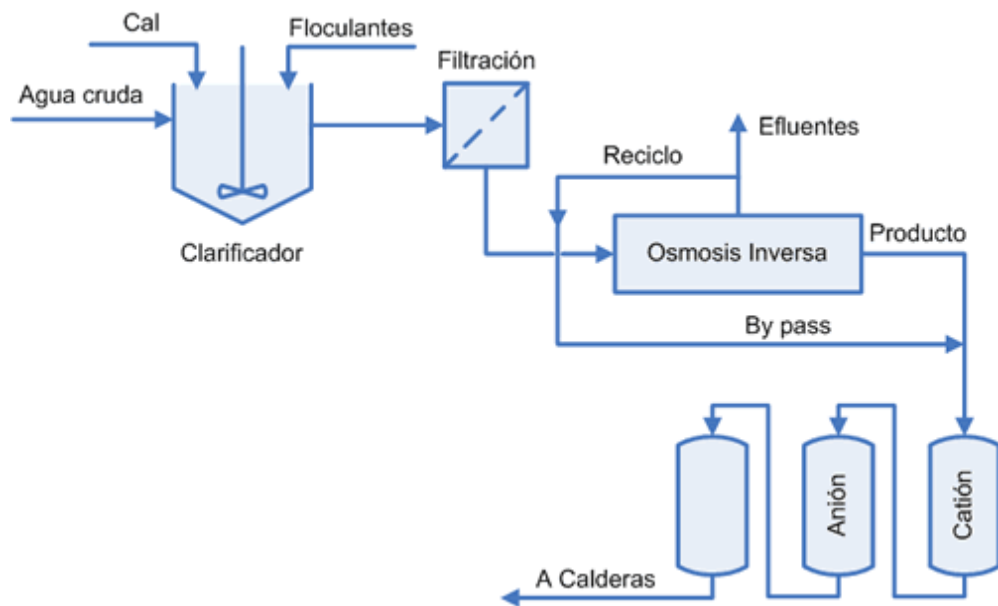 Cal
Floculantes
Filtración
Agua cruda
Efluentes
Reciclo
Clarificador
Osmosis Inversa
Producto
By pass
Anión
Catión
A Calderas